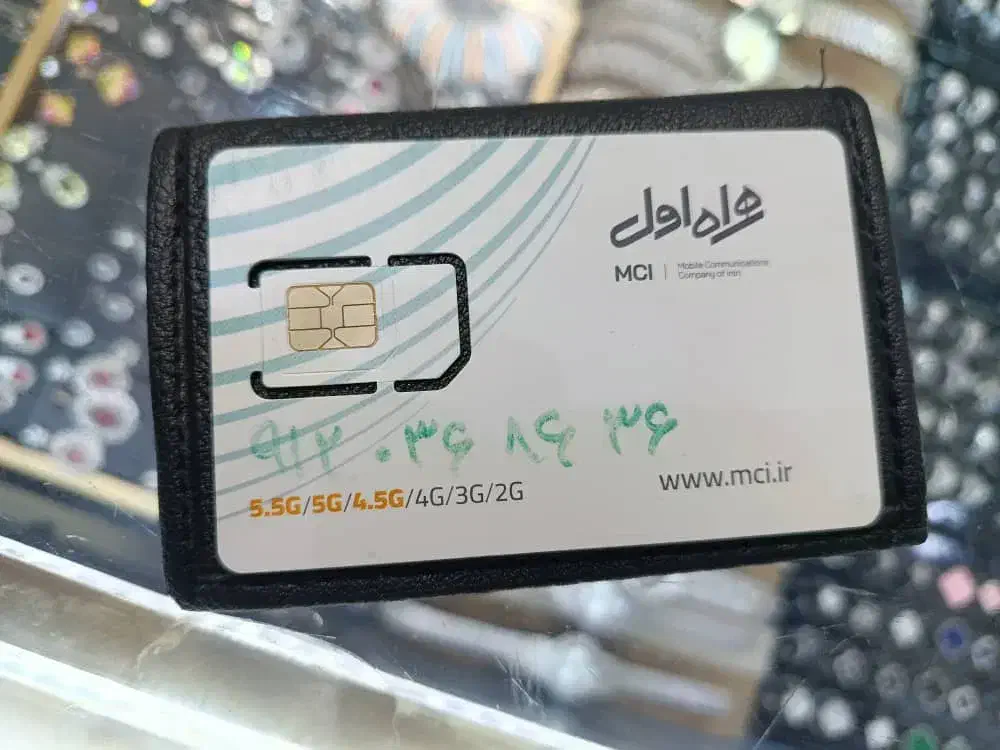 همراه اول
MCI
Mobile Communications
Company of Iran
۹۱۲ ۰۳۶ ۸۶ ۳۶
5.5G/5G/4.5G/4G/3G/2G
www.mci.ir